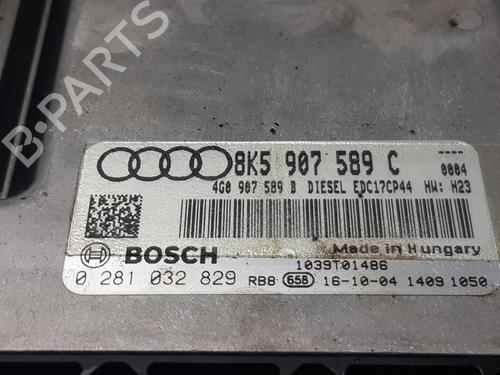 B-PARTS
8K5 907 589 C
0004
4G0 907 589 B DIESEL EDC17CP44 HW: H23
BOSCH
Made in Hungary
1039T01486
0 281 032 829 RB8 65B 16-10-04 1409 1050